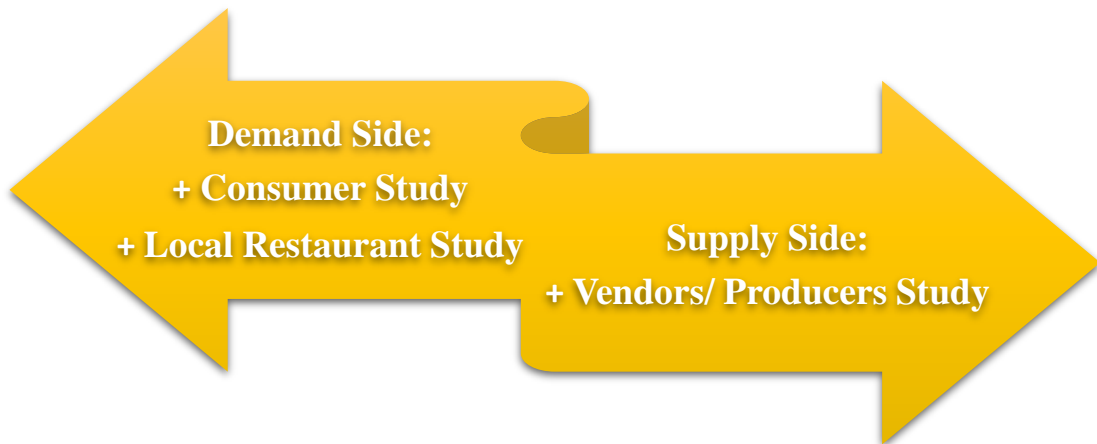 Demand Side:
+ Consumer Study
+ Local Restaurant Study
Supply Side:
+ Vendors/ Producers Study